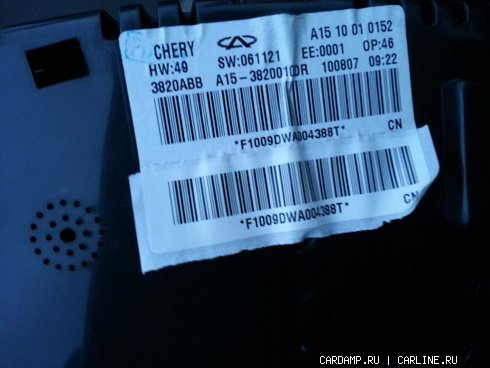 CHERY A15 10 01 0152
HW:49 SW:061121 EE:0001 OP:46
3820ABB A15-3820010DR 100807 09:22
*F1009DWA004388T* CN
*F1009DWA004388T* CN
CARDAMP.RU | CARLINE.RU